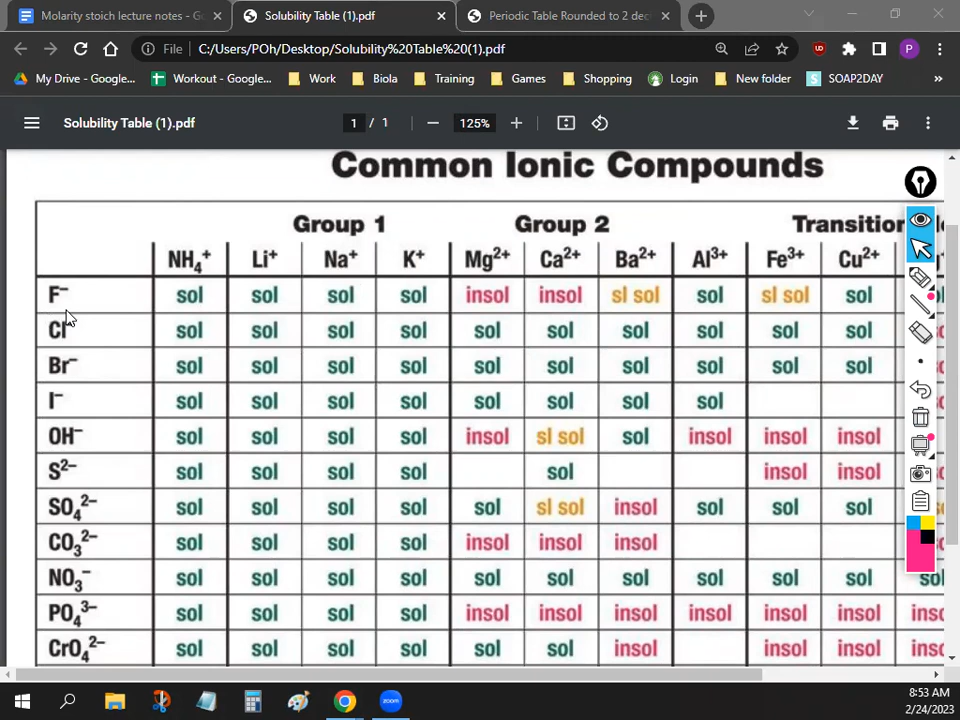 Molarity stoich lecture notes - G
Solubility Table (1).pdf
Periodic Table Rounded to 2 dec
File C:/Users/POh/Desktop/Solubility%20Table%20(1).pdf
P
My Drive - Google... Workout - Google... Work Biola Training Games Shopping Login New folder SOAP2DAY »
Solubility Table (1).pdf 1 / 1 125%
Common Ionic Compounds
Group 1 Group 2 Transition
NH₄⁺ Li⁺ Na⁺ K⁺ Mg²⁺ Ca²⁺ Ba²⁺ Al³⁺ Fe³⁺ Cu²⁺
F⁻ sol sol sol sol insol insol sl sol sol sl sol sol
Cl⁻ sol sol sol sol sol sol sol sol sol sol
Br⁻ sol sol sol sol sol sol sol sol sol sol
I⁻ sol sol sol sol sol sol sol sol
OH⁻ sol sol sol sol insol sl sol sol insol insol insol
S²⁻ sol sol sol sol sol insol insol
SO₄²⁻ sol sol sol sol sol sl sol insol sol sol sol
CO₃²⁻ sol sol sol sol insol insol insol
NO₃⁻ sol sol sol sol sol sol sol sol sol sol sol
PO₄³⁻ sol sol sol sol insol insol insol insol insol insol ins
CrO₄²⁻ sol sol sol sol sol sol insol insol insol ins
8:53 AM
2/24/2023